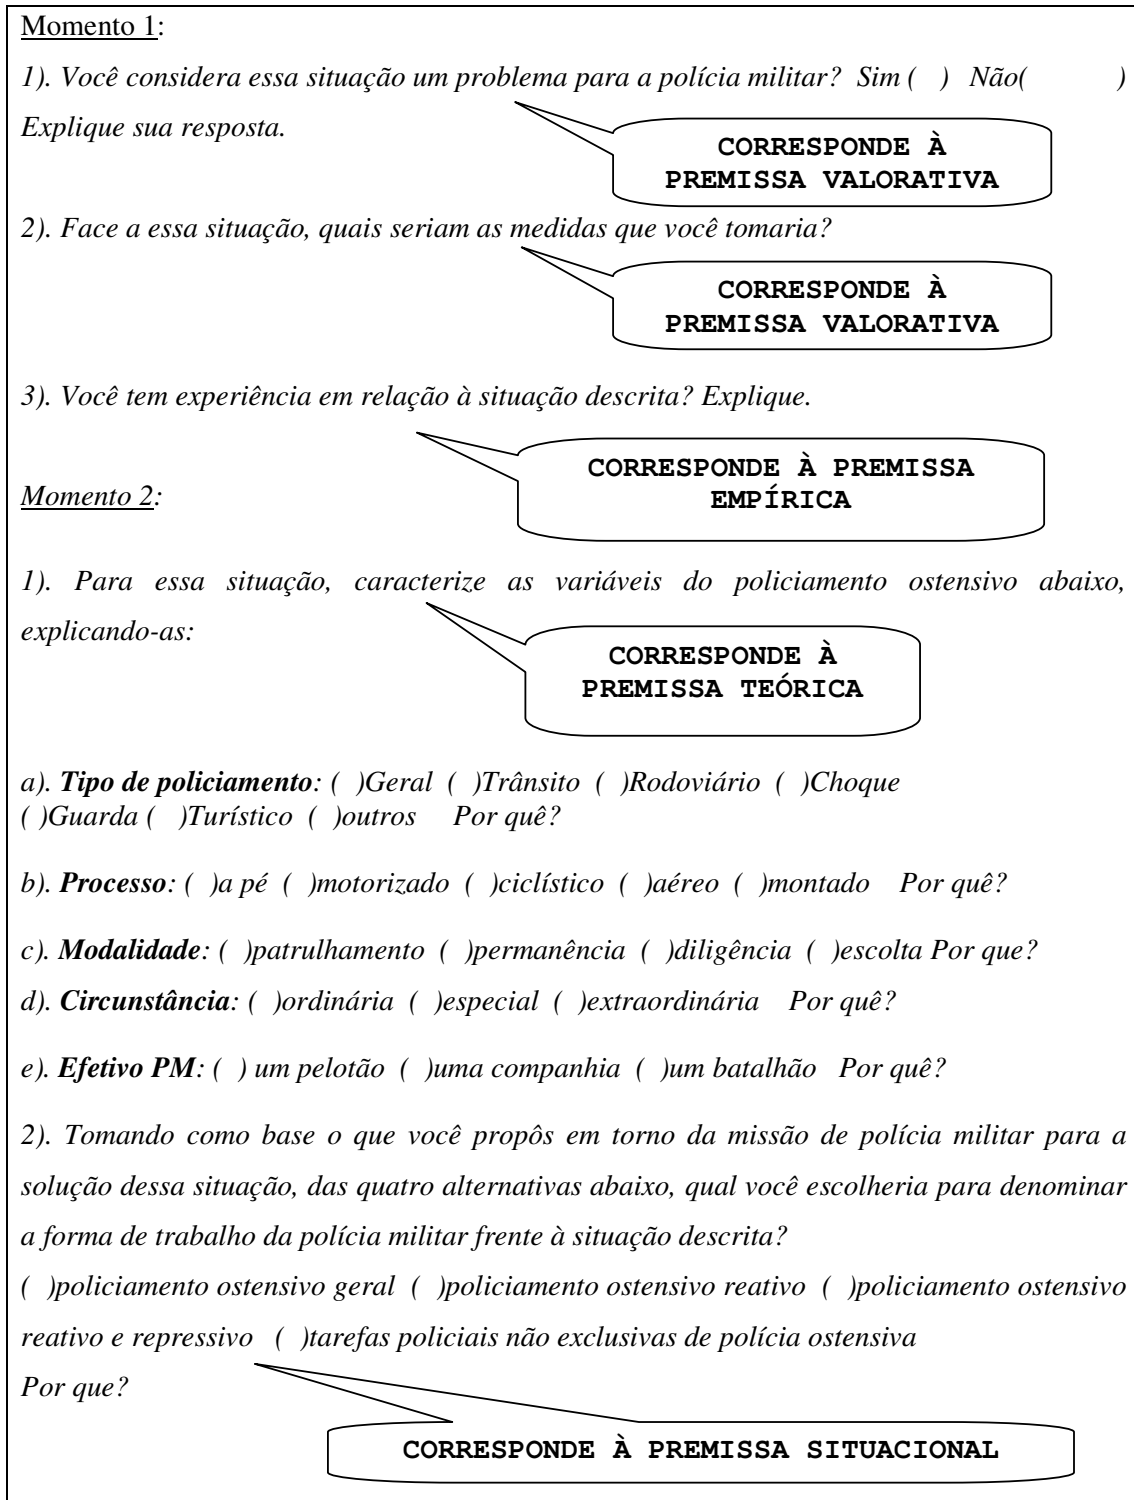 Momento 1:
1). Você considera essa situação um problema para a polícia militar? Sim ( ) Não( )
Explique sua resposta.
CORRESPONDE À
PREMISSA VALORATIVA
2). Face a essa situação, quais seriam as medidas que você tomaria?
CORRESPONDE À
PREMISSA VALORATIVA
3). Você tem experiência em relação à situação descrita? Explique.
CORRESPONDE À PREMISSA
EMPÍRICA
Momento 2:
1). Para essa situação, caracterize as variáveis do policiamento ostensivo abaixo,
explicando-as:
CORRESPONDE À
PREMISSA TEÓRICA
a). Tipo de policiamento: ( )Geral ( )Trânsito ( )Rodoviário ( )Choque
( )Guarda ( )Turístico ( )outros Por quê?
b). Processo: ( )a pé ( )motorizado ( )ciclístico ( )aéreo ( )montado Por quê?
c). Modalidade: ( )patrulhamento ( )permanência ( )diligência ( )escolta Por que?
d). Circunstância: ( )ordinária ( )especial ( )extraordinária Por quê?
e). Efetivo PM: ( ) um pelotão ( )uma companhia ( )um batalhão Por quê?
2). Tomando como base o que você propôs em torno da missão de polícia militar para a
solução dessa situação, das quatro alternativas abaixo, qual você escolheria para denominar
a forma de trabalho da polícia militar frente à situação descrita?
( )policiamento ostensivo geral ( )policiamento ostensivo reativo ( )policiamento ostensivo
reativo e repressivo ( )tarefas policiais não exclusivas de polícia ostensiva
Por que?
CORRESPONDE À PREMISSA SITUACIONAL